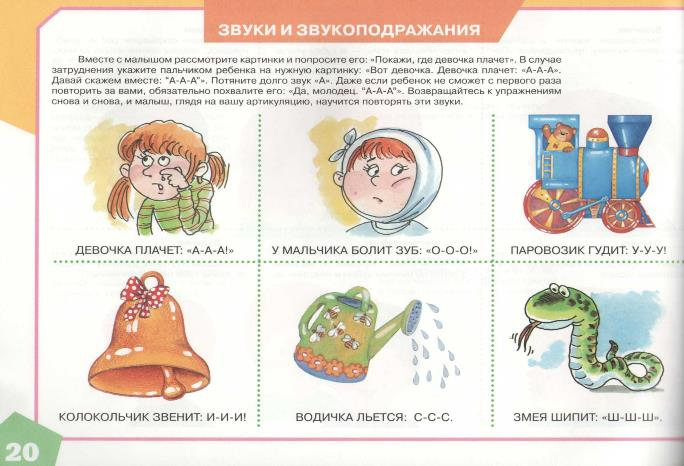 ЗВУКИ И ЗВУКОПОДРАЖАНИЯ
Вместе с малышом рассмотрите картинки и попросите его: «Покажи, где девочка плачет». В случае
затруднения укажите пальчиком ребенка на нужную картинку: «Вот девочка. Девочка плачет: «А-А-А».
Давай скажем вместе: "А-А-А". Потяните долго звук «А». Даже если ребенок не сможет с первого раза
повторить за вами, обязательно похвалите его: «Да, молодец. "А-А-А". Возвращайтесь к упражнениям
снова и снова, и малыш, глядя на вашу артикуляцию, научится повторять эти звуки.
ДЕВОЧКА ПЛАЧЕТ: «А-А-А!»
У МАЛЬЧИКА БОЛИТ ЗУБ: «О-О-О!»
ПАРОВОЗИК ГУДИТ: У-У-У!
КОЛОКОЛЬЧИК ЗВЕНИТ: И-И-И!
ВОДИЧКА ЛЬЕТСЯ: С-С-С.
ЗМЕЯ ШИПИТ: «Ш-Ш-Ш».
20